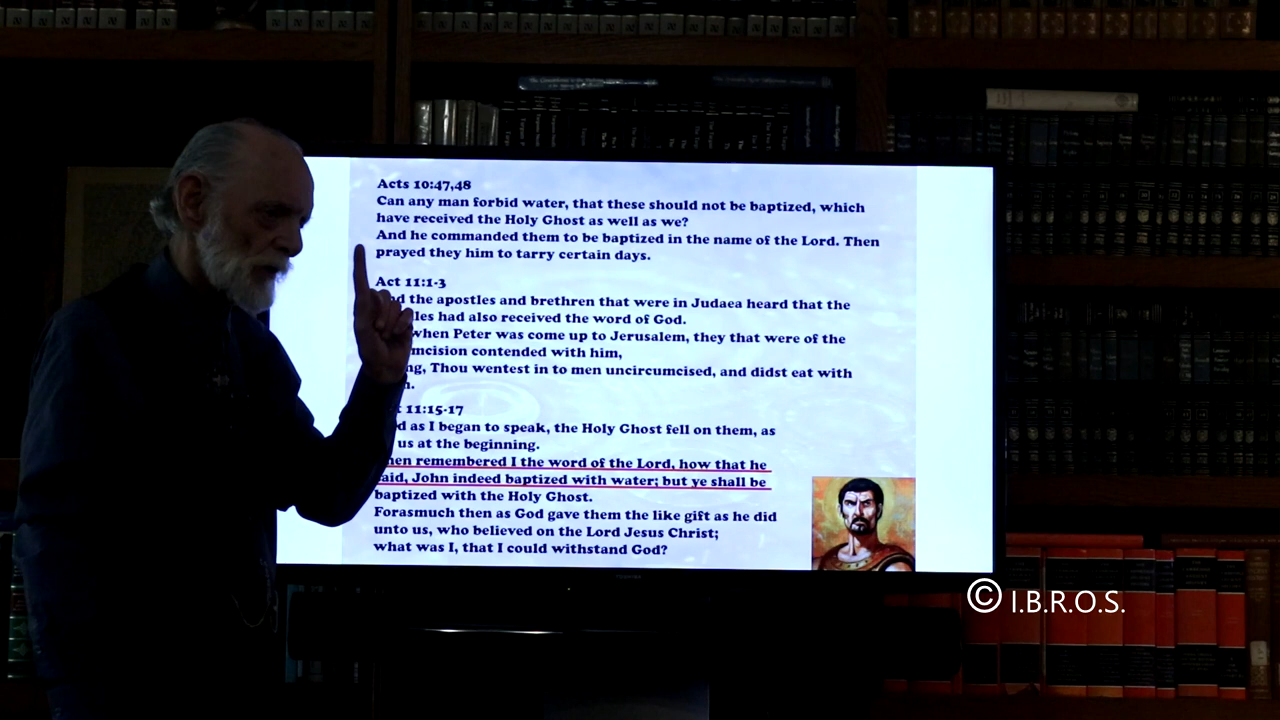 Acts 10:47,48
Can any man forbid water, that these should not be baptized, which
have received the Holy Ghost as well as we?
And he commanded them to be baptized in the name of the Lord. Then
prayed they him to tarry certain days.
Act 11:1-3
the apostles and brethren that were in Judaea heard that the
had also received the word of God.
when Peter was come up to Jerusalem, they that were of the
contended with him,
Thou wentest in to men uncircumcised, and didst eat with
11:15-17
as I began to speak, the Holy Ghost fell on them, as
us at the beginning.
remembered I the word of the Lord, how that he
John indeed baptized with water; but ye shall be
baptized with the Holy Ghost.
Forasmuch then as God gave them the like gift as he did
unto us, who believed on the Lord Jesus Christ;
what was I, that I could withstand God?
TOSHIBA
© I.B.R.O.S.